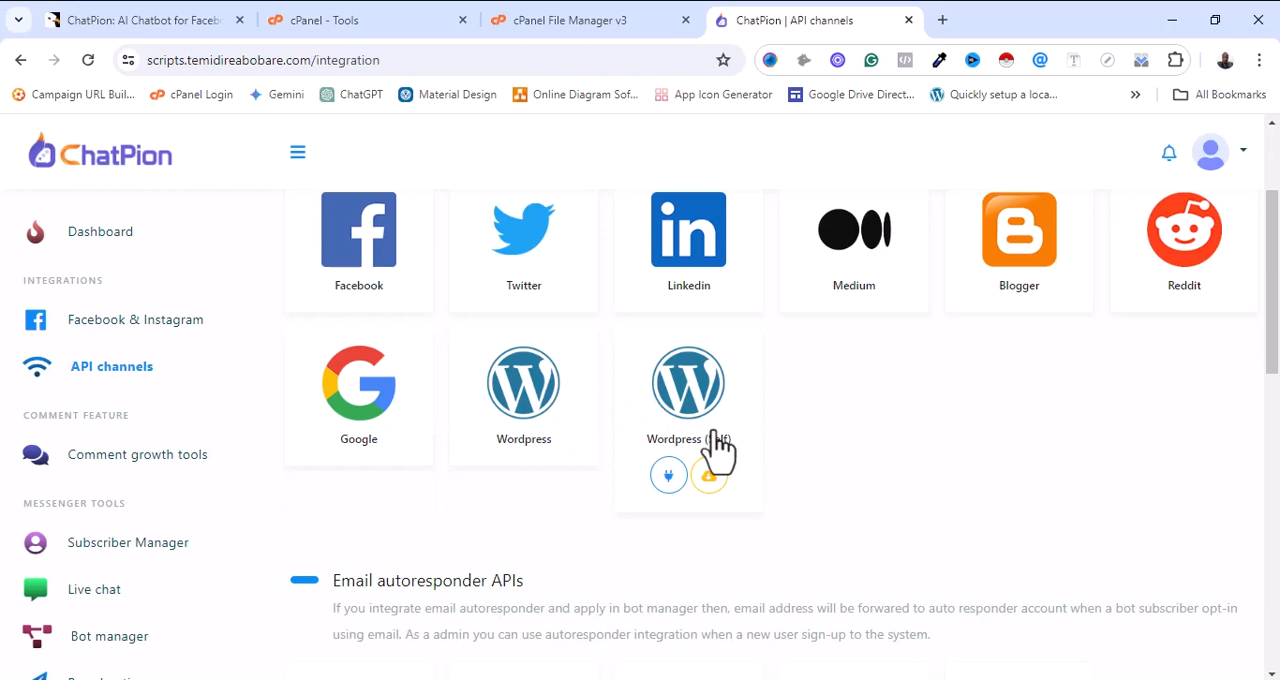 ChatPion: AI Chatbot for Facebo
cPanel - Tools
cPanel File Manager v3
ChatPion | API channels
scripts.temidireabobare.com/integration
Campaign URL Buil...
cPanel Login
Gemini
ChatGPT
Material Design
Online Diagram Sof...
App Icon Generator
Google Drive Direct...
Quickly setup a loca...
All Bookmarks
ChatPion
Dashboard
INTEGRATIONS
Facebook & Instagram
API channels
COMMENT FEATURE
Comment growth tools
MESSENGER TOOLS
Subscriber Manager
Live chat
Bot manager
Facebook
Twitter
Linkedin
Medium
Blogger
Reddit
Google
Wordpress
Wordpress (Self)
Email autoresponder APIs
If you integrate email autoresponder and apply in bot manager then, email address will be forwared to auto responder account when a bot subscriber opt-in
using email. As a admin you can use autoresponder integration when a new user sign-up to the system.